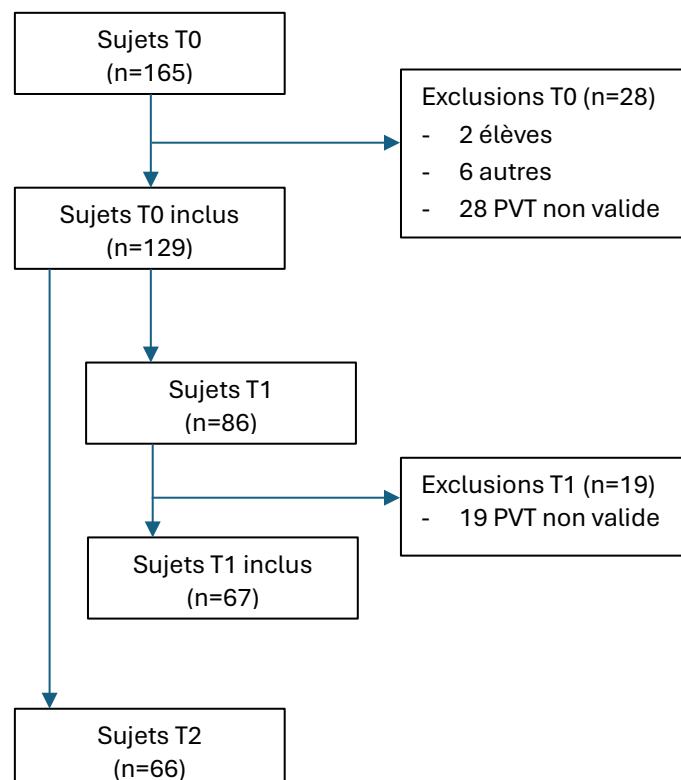 Sujets T0
(n=165)
Exclusions T0 (n=28)
- 2 élèves
- 6 autres
- 28 PVT non valide
Sujets T0 inclus
(n=129)
Sujets T1
(n=86)
Exclusions T1 (n=19)
- 19 PVT non valide
Sujets T1 inclus
(n=67)
Sujets T2
(n=66)